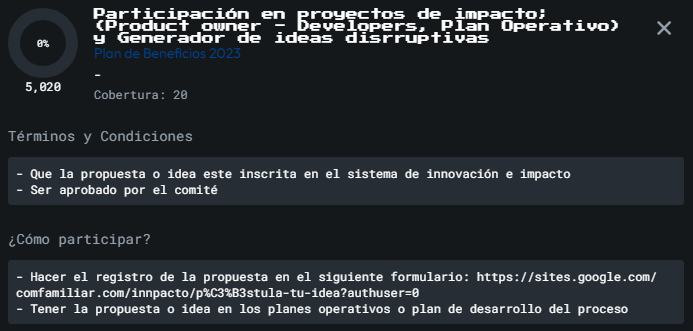 Participación en proyectos de impacto;
(Product owner - Developers, Plan Operativo)
y Generador de ideas disrruptivas
0%
Plan de Beneficios 2023
-
5,020
Cobertura: 20
Términos y Condiciones
- Que la propuesta o idea este inscrita en el sistema de innovación e impacto
- Ser aprobado por el comité
¿Cómo participar?
- Hacer el registro de la propuesta en el siguiente formulario: https://sites.google.com/
comfamiliar.com/innpacto/p%C3%B3stula-tu-idea?authuser=0
- Tener la propuesta o idea en los planes operativos o plan de desarrollo del proceso